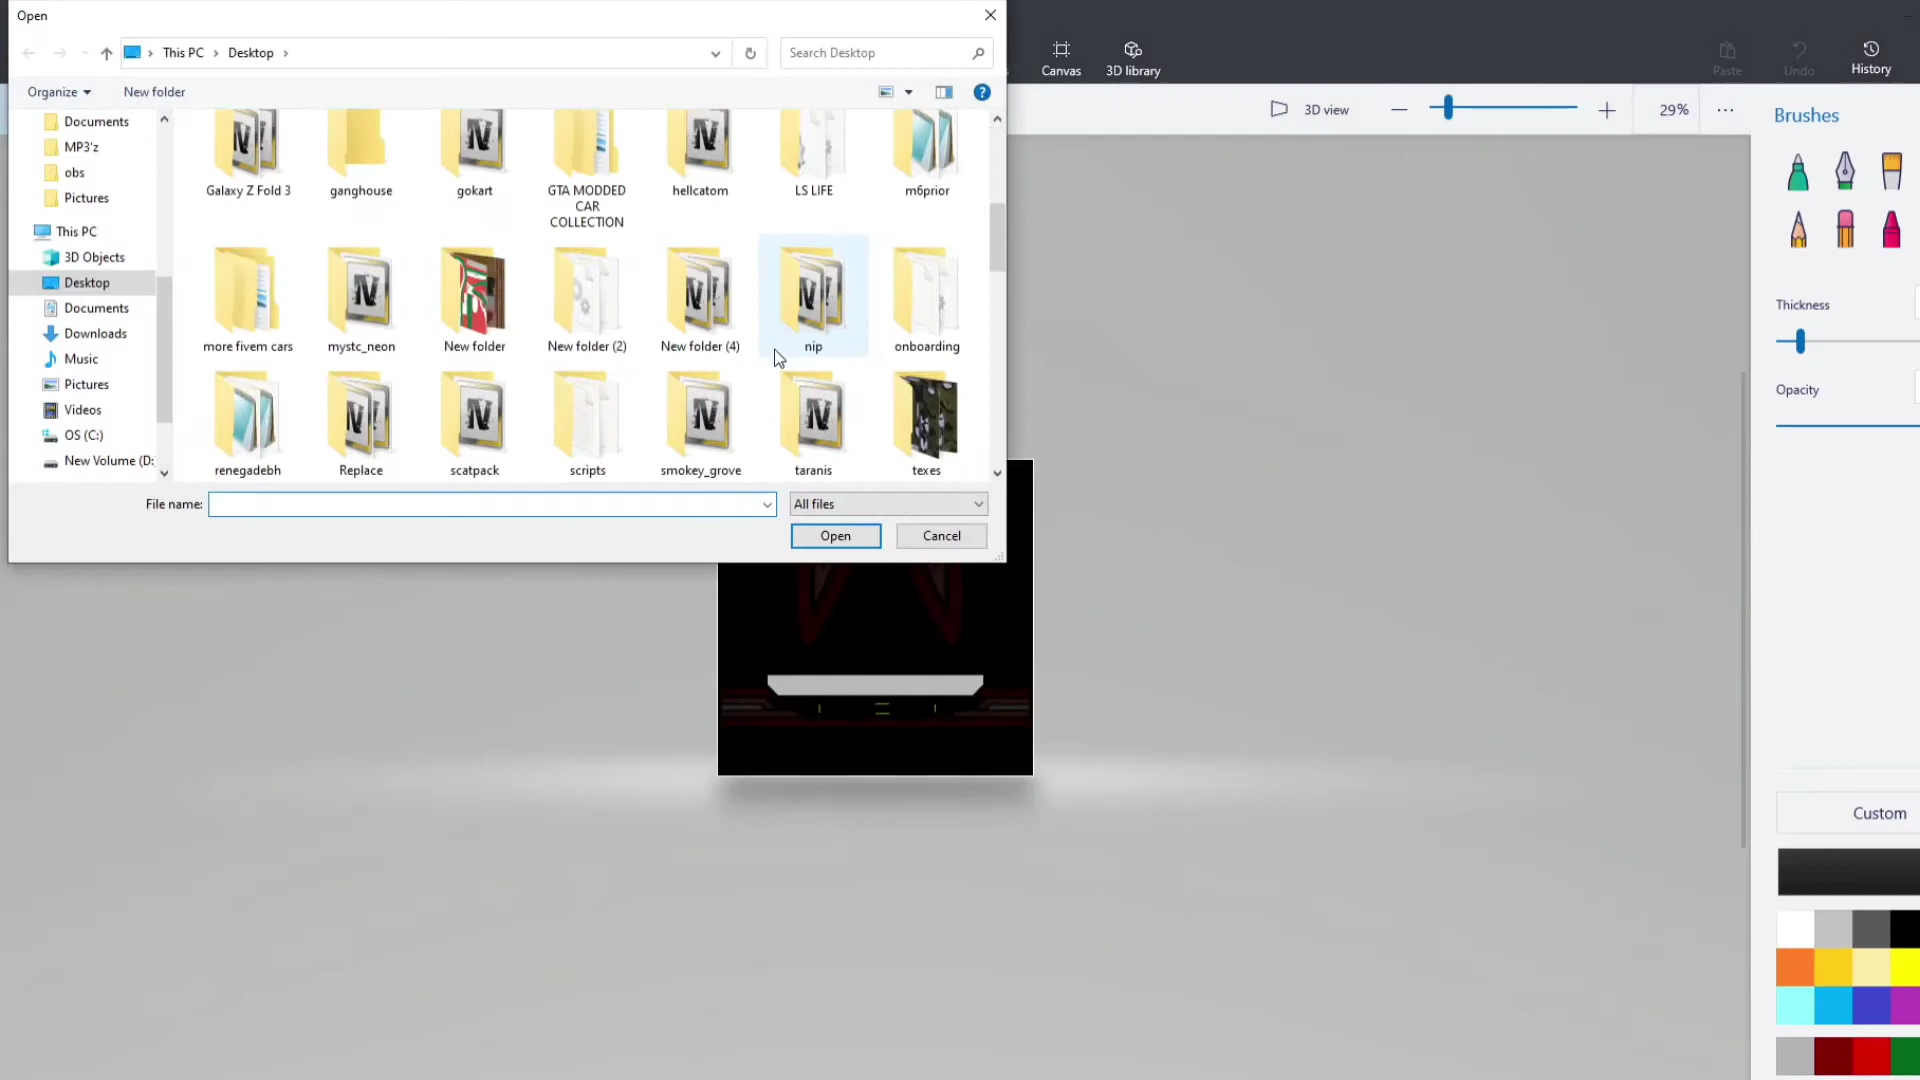 Open
This PC
Desktop
Search Desktop
Canvas
3D library
Paste
Undo
History
Organize
New folder
3D view
29%
Brushes
Documents
MP3'z
obs
Pictures
This PC
3D Objects
Desktop
Documents
Downloads
Music
Pictures
Videos
OS (C:)
New Volume (D:
Galaxy Z Fold 3
ganghouse
gokart
GTA MODDED
CAR
COLLECTION
hellcatom
LS LIFE
m6prior
more fivem cars
mystc_neon
New folder
New folder (2)
New folder (4)
nip
onboarding
renegadebh
Replace
scatpack
scripts
smokey_grove
taranis
texes
File name:
All files
Open
Cancel
Thickness
Opacity
Custom